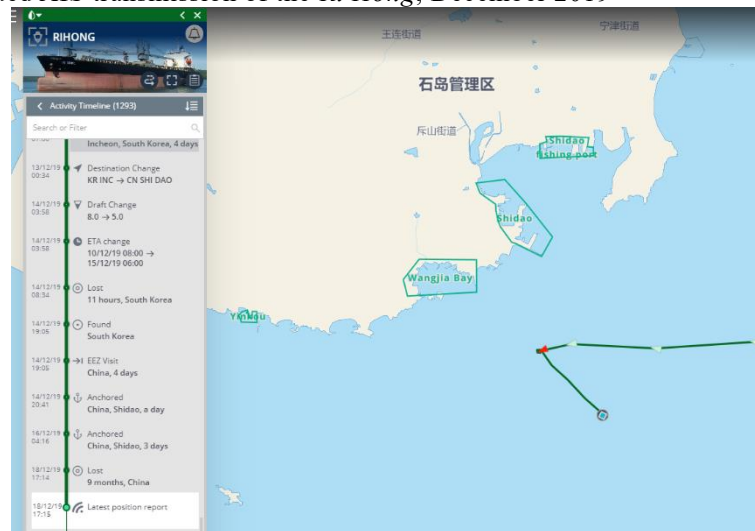 RIHONG
Activity Timeline (1293)
Search or Filter
Incheon, South Korea, 4 days
13/12/19
00:34
Destination Change
KR INC → CN SHI DAO
14/12/19
03:58
Draft Change
8.0 → 5.0
14/12/19
03:58
ETA change
10/12/19 08:00 →
15/12/19 06:00
14/12/19
08:54
Lost
11 hours, South Korea
14/12/19
19:05
Found
South Korea
14/12/19
19:05
EEZ Visit
China, 4 days
14/12/19
20:41
Anchored
China, Shidao, a day
16/12/19
04:16
Anchored
China, Shidao, 3 days
18/12/19
17:14
Lost
9 months, China
18/12/19
17:15
Latest position report
王连街道
宁津街道
石岛管理区
斥山街道
Shidao
fishing port
Shidao
Wangjia Bay